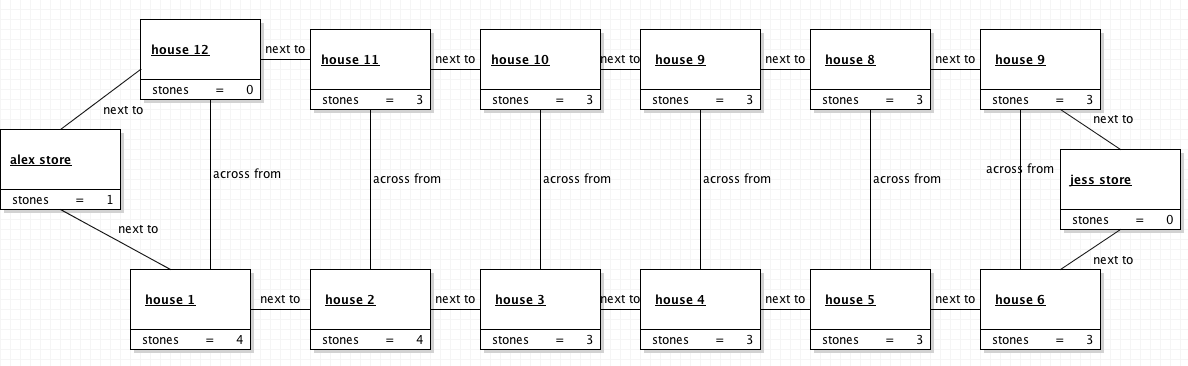 house 12
stones = 0
next to
house 11
stones = 3
next to
house 10
stones = 3
next to
house 9
stones = 3
next to
house 8
stones = 3
next to
house 9
stones = 3
next to
next to
alex store
stones = 1
next to
across from
across from
across from
across from
across from
across from
jess store
stones = 0
next to
house 1
stones = 4
next to
house 2
stones = 4
next to
house 3
stones = 3
next to
house 4
stones = 3
next to
house 5
stones = 3
next to
house 6
stones = 3